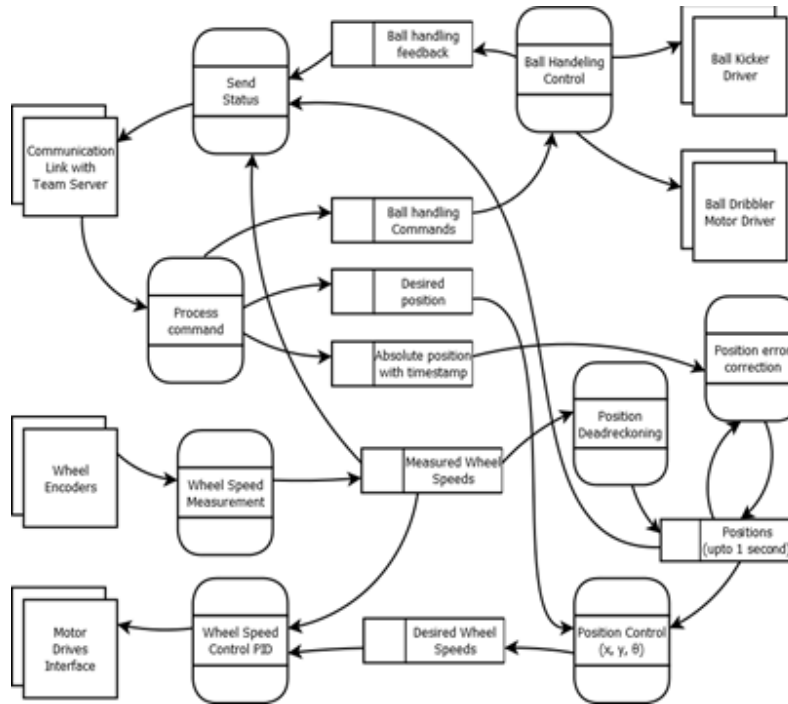 Ball handling
feedback
Send
Status
Ball Handeling
Control
Ball Kicker
Driver
Communication
Link with
Team Server
Ball handling
Commands
Ball Dribbler
Motor Driver
Process
command
Desired
position
Absolute position
with timestamp
Position error
correction
Position
Deadreckoning
Wheel
Encoders
Wheel Speed
Measurement
Measured Wheel
Speeds
Positions
(upto 1 second)
Motor
Drives
Interface
Wheel Speed
Control PID
Desired Wheel
Speeds
Position Control
(x, y, θ)